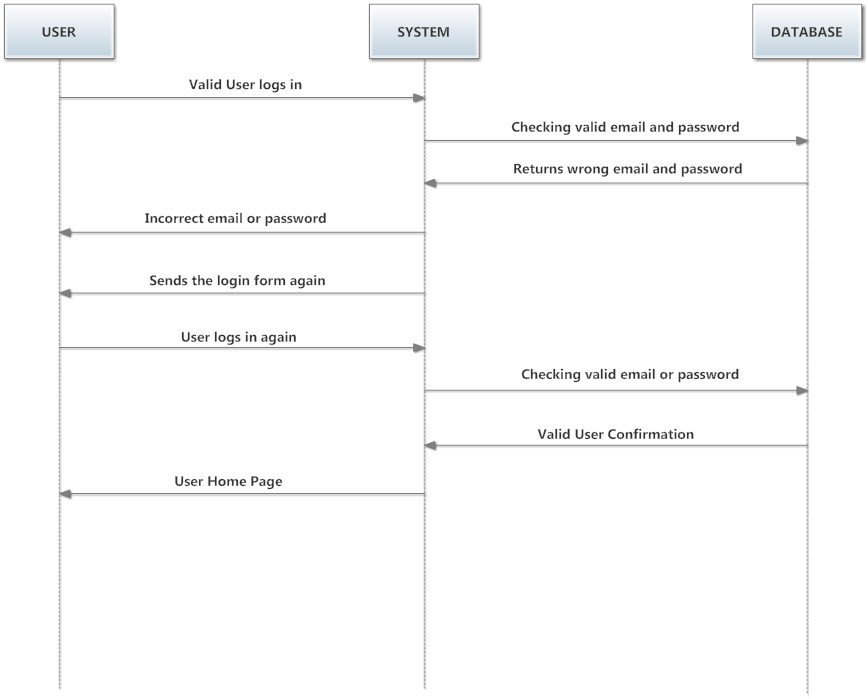 USER
SYSTEM
DATABASE
Valid User logs in
Checking valid email and password
Returns wrong email and password
Incorrect email or password
Sends the login form again
User logs in again
Checking valid email or password
Valid User Confirmation
User Home Page